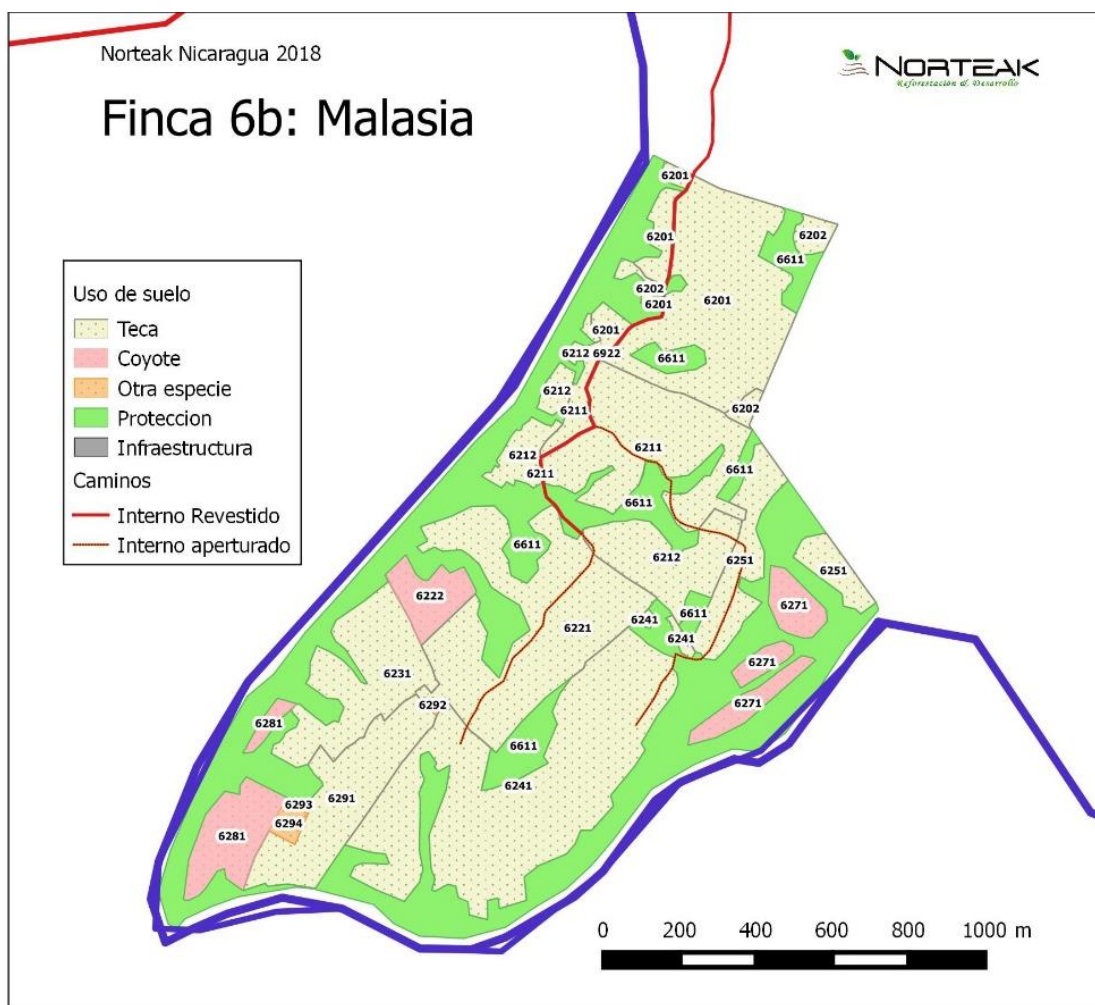 Norteak Nicaragua 2018
NORTEAK
Reforestación & Desarrollo
Finca 6b: Malasia
Uso de suelo
Teca
Coyote
Otra especie
Proteccion
Infraestructura
Caminos
Interno Revestido
Interno aperturado
6201
6201
6202
6611
6202
6201
6201
6201
6212 6922
6611
6212
6211
6202
6212
6211
6211
6611
6611
6611
6212
6251
6251
6222
6271
6611
6241
6221
6241
6271
6231
6292
6271
6281
6611
6241
6293
6291
6294
6281
0 200 400 600 800 1000 m